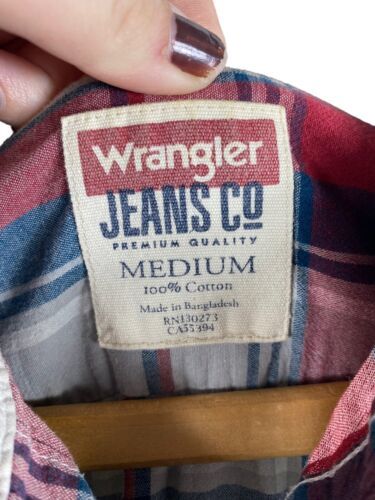 Wrangler
JEANS CO
PREMIUM QUALITY
MEDIUM
100% Cotton
Made in Bangladesh
RN130273
CA55394